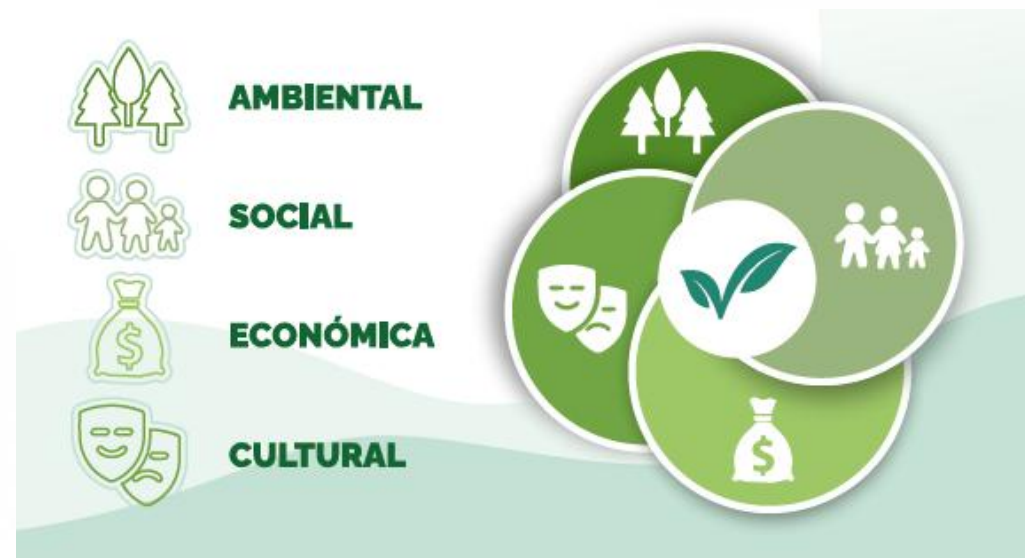 AMBIENTAL
SOCIAL
$
ECONÓMICA
$
CULTURAL